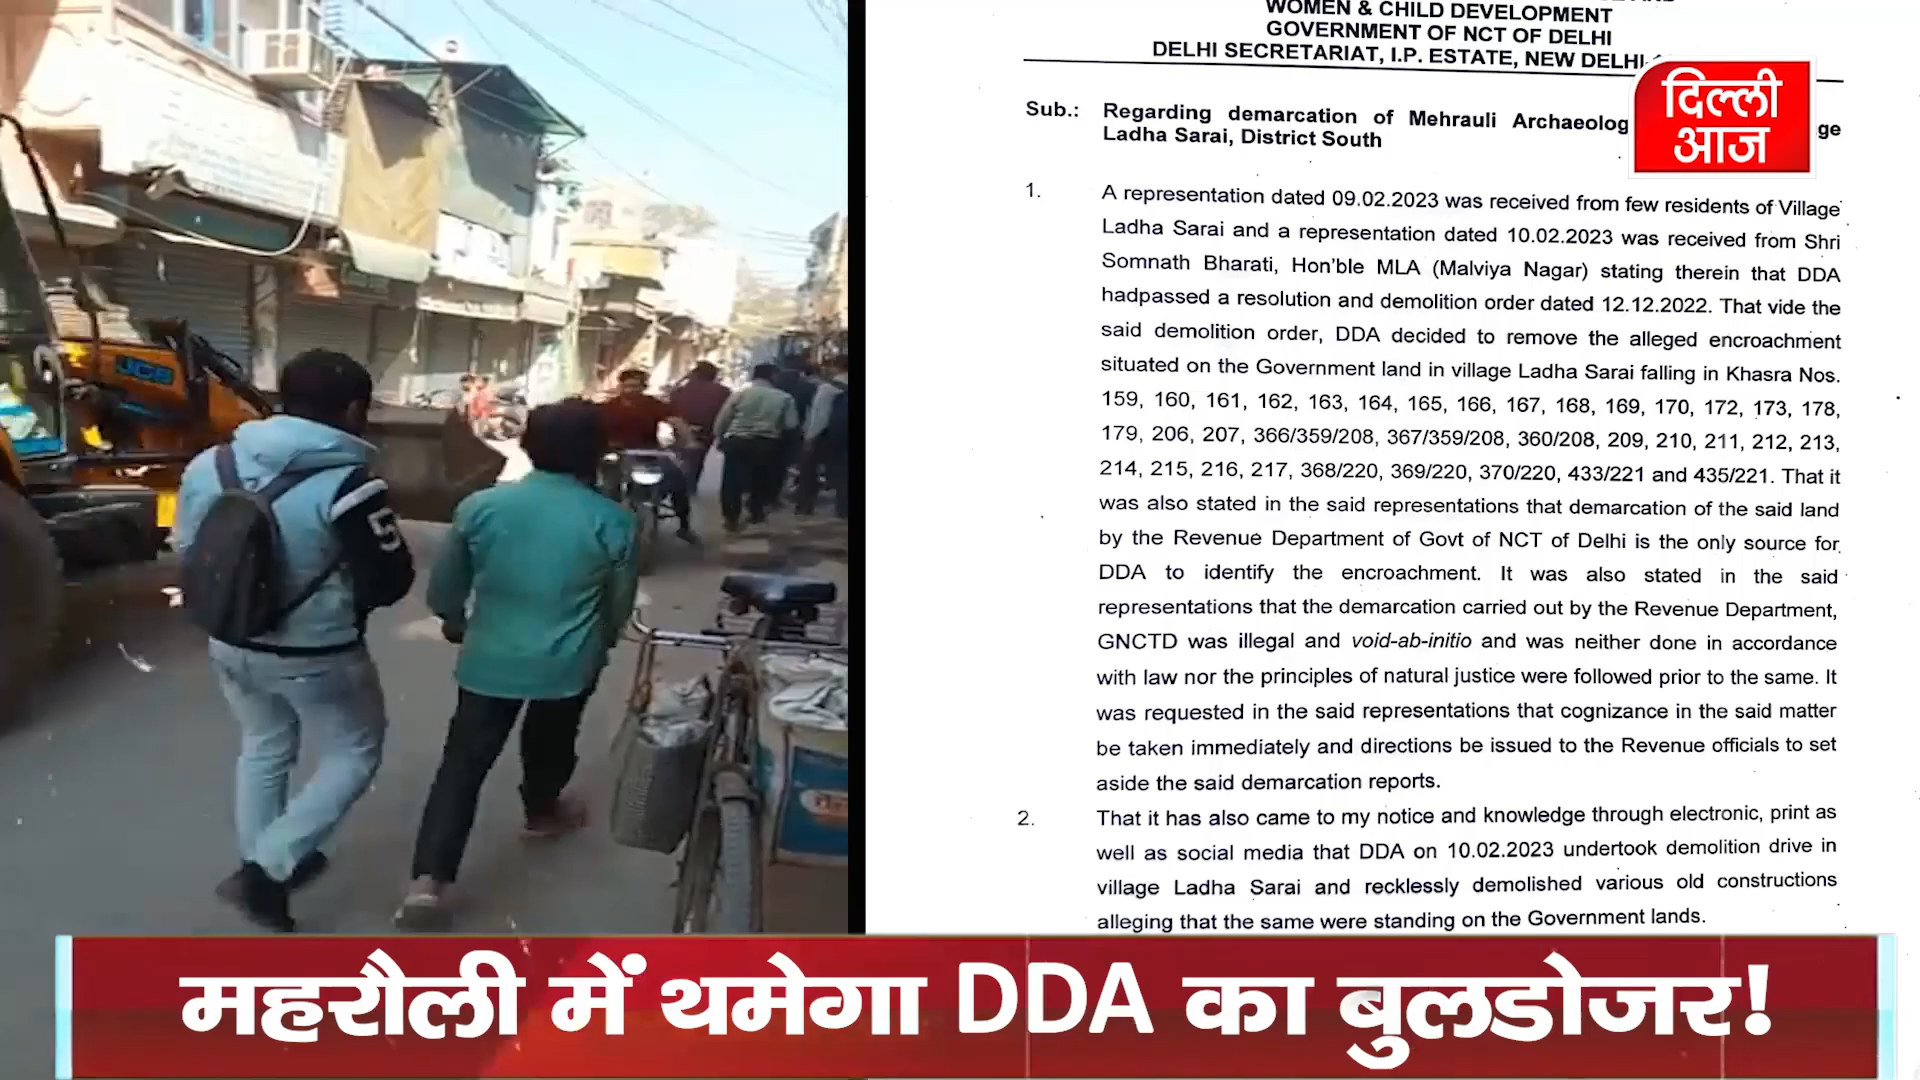 WOMEN & CHILD DEVELOPMENT
GOVERNMENT OF NCT OF DELHI
DELHI SECRETARIAT, I.P. ESTATE, NEW DELHI
दिल्ली
आज
Sub.: Regarding demarcation of Mehrauli Archaeolog ge
Ladha Sarai, District South
1. A representation dated 09.02.2023 was received from few residents of Village
Ladha Sarai and a representation dated 10.02.2023 was received from Shri
Somnath Bharati, Hon'ble MLA (Malviya Nagar) stating therein that DDA
hadpassed a resolution and demolition order dated 12.12.2022. That vide the
said demolition order, DDA decided to remove the alleged encroachment
situated on the Government land in village Ladha Sarai falling in Khasra Nos.
159, 160, 161, 162, 163, 164, 165, 166, 167, 168, 169, 170, 172, 173, 178,
179, 206, 207, 366/359/208, 367/359/208, 360/208, 209, 210, 211, 212, 213,
214, 215, 216, 217, 368/220, 369/220, 370/220, 433/221 and 435/221. That it
was also stated in the said representations that demarcation of the said land
by the Revenue Department of Govt of NCT of Delhi is the only source for
DDA to identify the encroachment. It was also stated in the said
representations that the demarcation carried out by the Revenue Department,
GNCTD was illegal and void-ab-initio and was neither done in accordance
with law nor the principles of natural justice were followed prior to the same. It
was requested in the said representations that cognizance in the said matter
be taken immediately and directions be issued to the Revenue officials to set
aside the said demarcation reports.
2. That it has also came to my notice and knowledge through electronic, print as
well as social media that DDA on 10.02.2023 undertook demolition drive in
village Ladha Sarai and recklessly demolished various old constructions
alleging that the same were standing on the Government lands.
JCB
5
महरौली में थमेगा DDA का बुलडोजर!